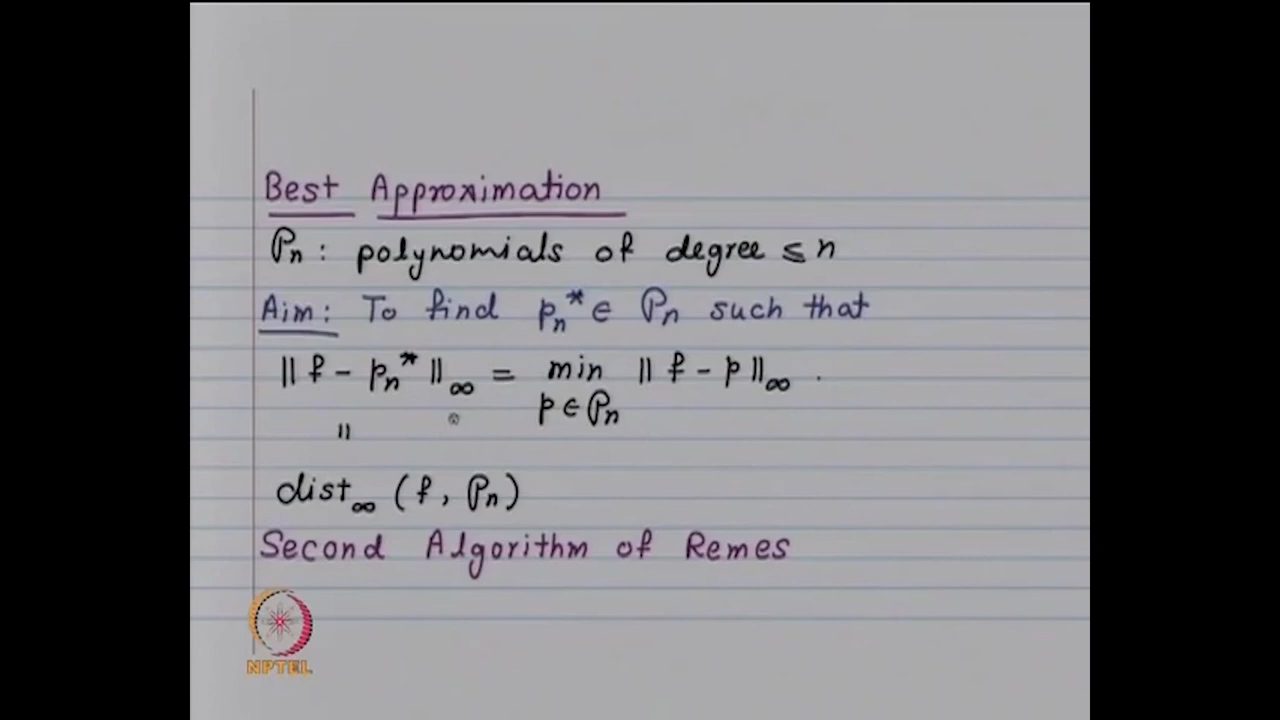 Best Approximation
𝒫n : polynomials of degree ≤ n
Aim: To find pn* ∈ 𝒫n such that
‖ f - pn* ‖∞ = min ‖ f - p ‖∞ .
p ∈ 𝒫n
"
dist∞ (f, 𝒫n)
Second Algorithm of Remes
NPTEL